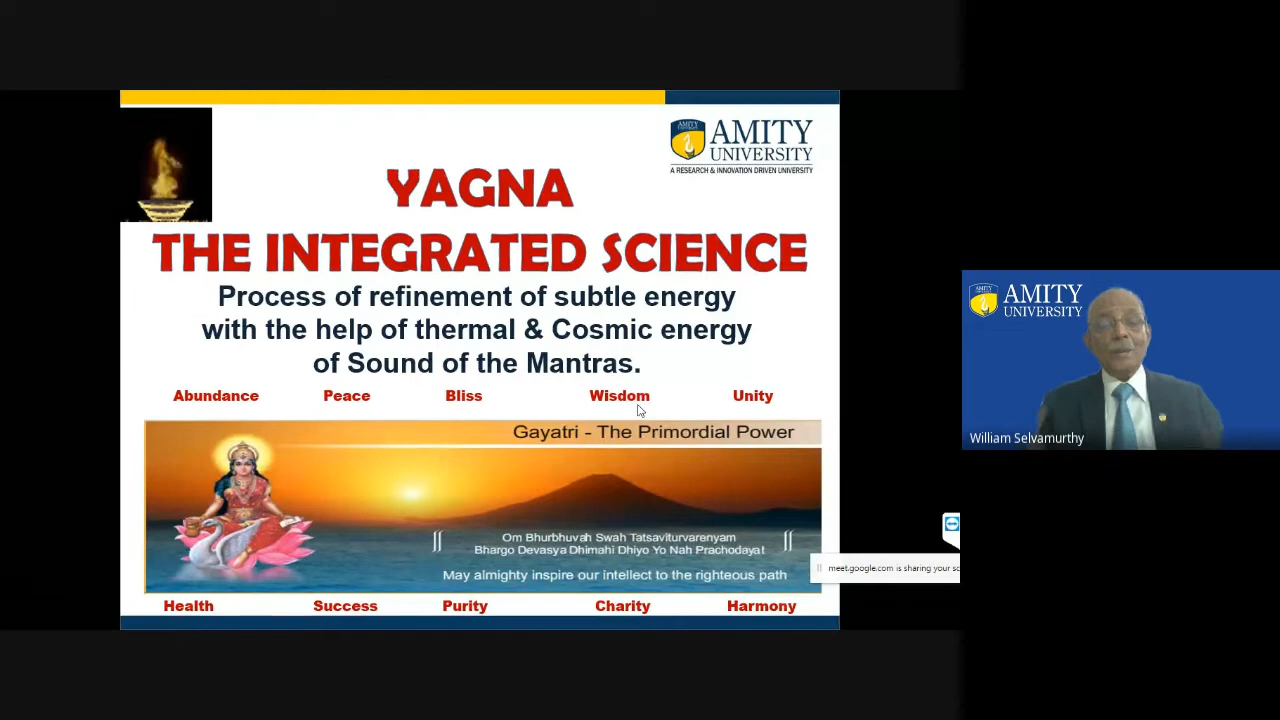 AMITY
UNIVERSITY
A RESEARCH & INNOVATION DRIVEN UNIVERSITY
YAGNA
THE INTEGRATED SCIENCE
Process of refinement of subtle energy
with the help of thermal & Cosmic energy
of Sound of the Mantras.
Abundance Peace Bliss Wisdom Unity
Gayatri - The Primordial Power
Om Bhurbhuvah Swah Tatsaviturvarenyam
Bhargo Devasya Dhimahi Dhiyo Yo Nah Prachodayat
May almighty inspire our intellect to the righteous path
Health Success Purity Charity Harmony
meet.google.com is sharing your sc
AMITY
UNIVERSITY
William Selvamurthy